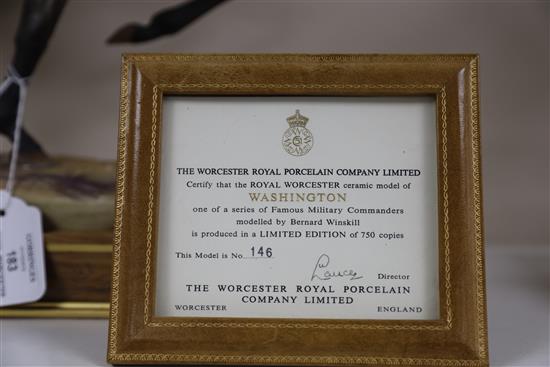 THE WORCESTER ROYAL PORCELAIN COMPANY LIMITED
Certify that the ROYAL WORCESTER ceramic model of
WASHINGTON
one of a series of Famous Military Commanders
modelled by Bernard Winskill
is produced in a LIMITED EDITION of 750 copies
This Model is No. 146
Director
THE WORCESTER ROYAL PORCELAIN
COMPANY LIMITED
WORCESTER ENGLAND
183